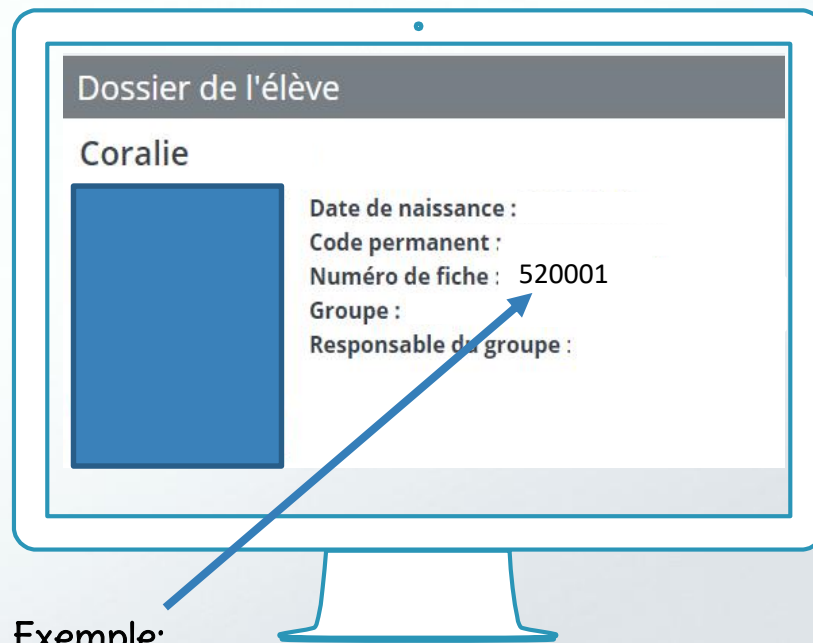 Dossier de l'élève
Coralie
Date de naissance :
Code permanent :
Numéro de fiche : 520001
Groupe :
Responsable du groupe :
Exemple: